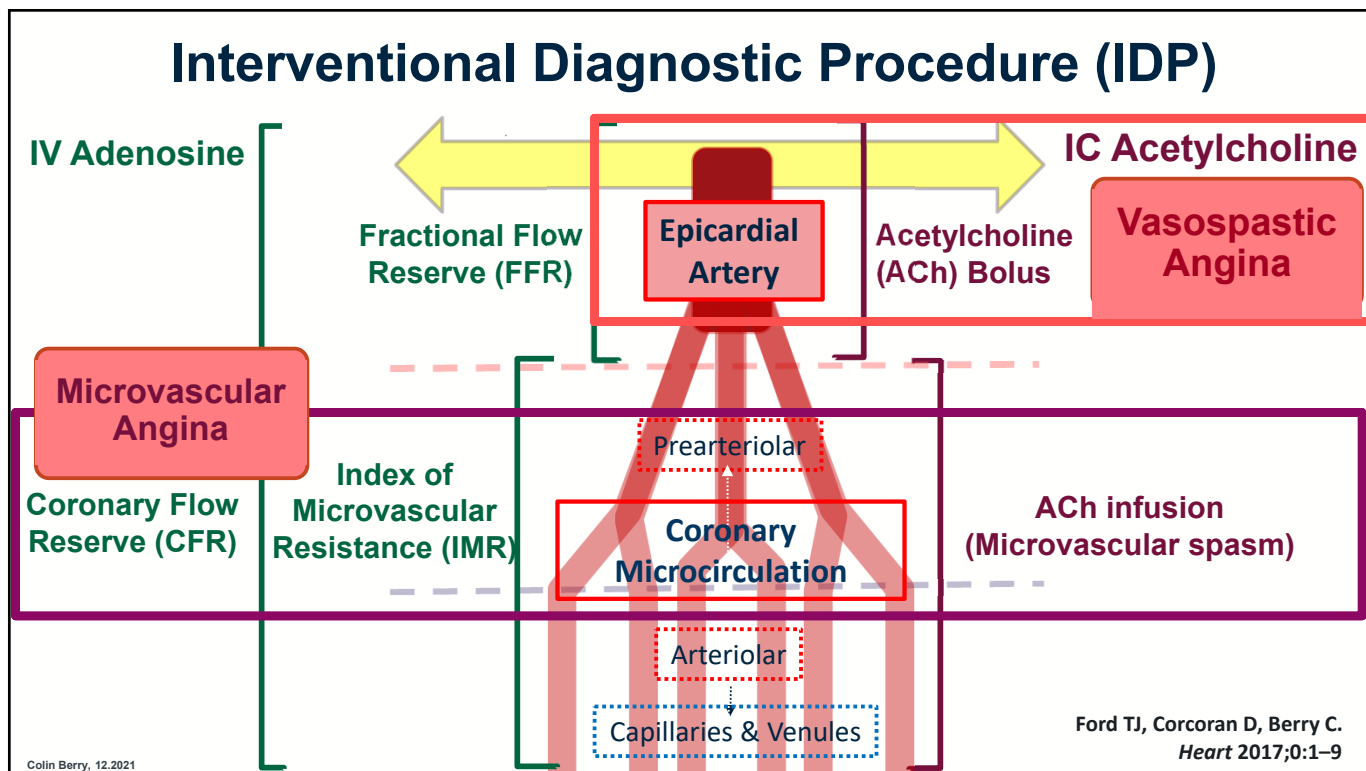 Interventional Diagnostic Procedure (IDP)
IV Adenosine
IC Acetylcholine
Fractional Flow
Reserve (FFR)
Epicardial
Artery
Acetylcholine
(ACh) Bolus
Vasospastic
Angina
Microvascular
Angina
Coronary Flow
Reserve (CFR)
Index of
Microvascular
Resistance (IMR)
Prearteriolar
Coronary
Microcirculation
ACh infusion
(Microvascular spasm)
Arteriolar
Capillaries & Venules
Ford TJ, Corcoran D, Berry C.
Heart 2017;0:1–9
Colin Berry, 12.2021